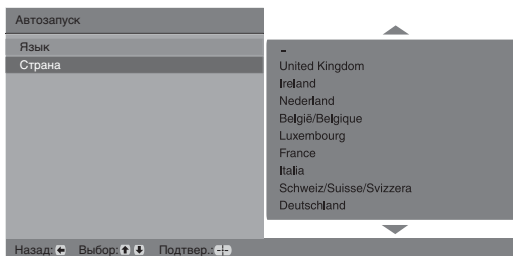 Автозапуск
Язык
Страна
-
United Kingdom
Ireland
Nederland
België/Belgique
Luxembourg
France
Italia
Schweiz/Suisse/Svizzera
Deutschland
Назад: Выбор: Подтвер.: